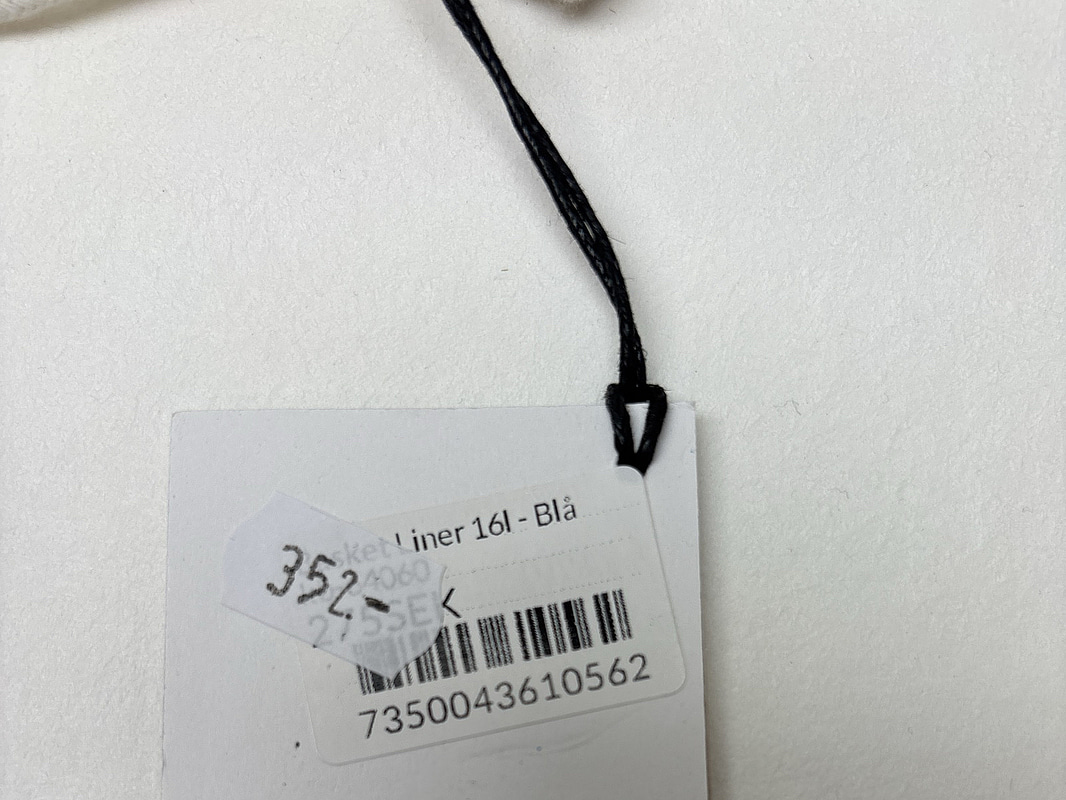 Liner 16l - Blå
352.-
7350043610562